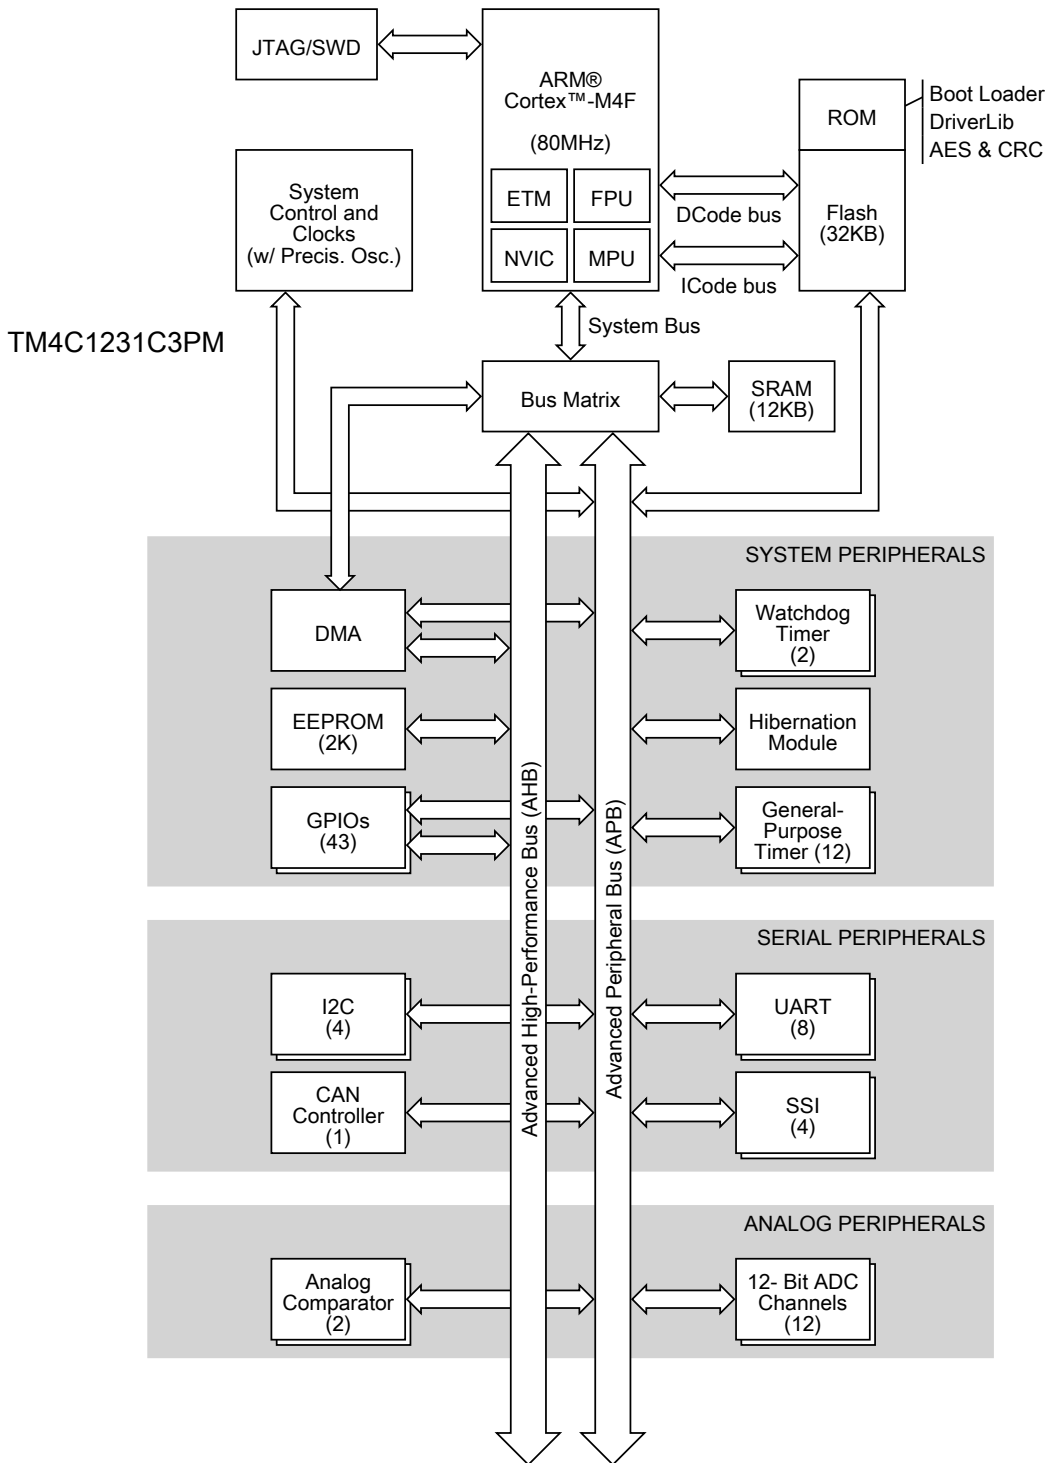 JTAG/SWD
ARM®
Cortex™-M4F
(80MHz)
ETM
FPU
NVIC
MPU
ROM
Boot Loader
DriverLib
AES & CRC
System
Control and
Clocks
(w/ Precis. Osc.)
DCode bus
Flash
(32KB)
ICode bus
System Bus
TM4C1231C3PM
Bus Matrix
SRAM
(12KB)
SYSTEM PERIPHERALS
DMA
Watchdog
Timer
(2)
EEPROM
(2K)
Hibernation
Module
GPIOs
(43)
General-
Purpose
Timer (12)
Advanced High-Performance Bus (AHB)
Advanced Peripheral Bus (APB)
SERIAL PERIPHERALS
I2C
(4)
UART
(8)
CAN
Controller
(1)
SSI
(4)
ANALOG PERIPHERALS
Analog
Comparator
(2)
12- Bit ADC
Channels
(12)